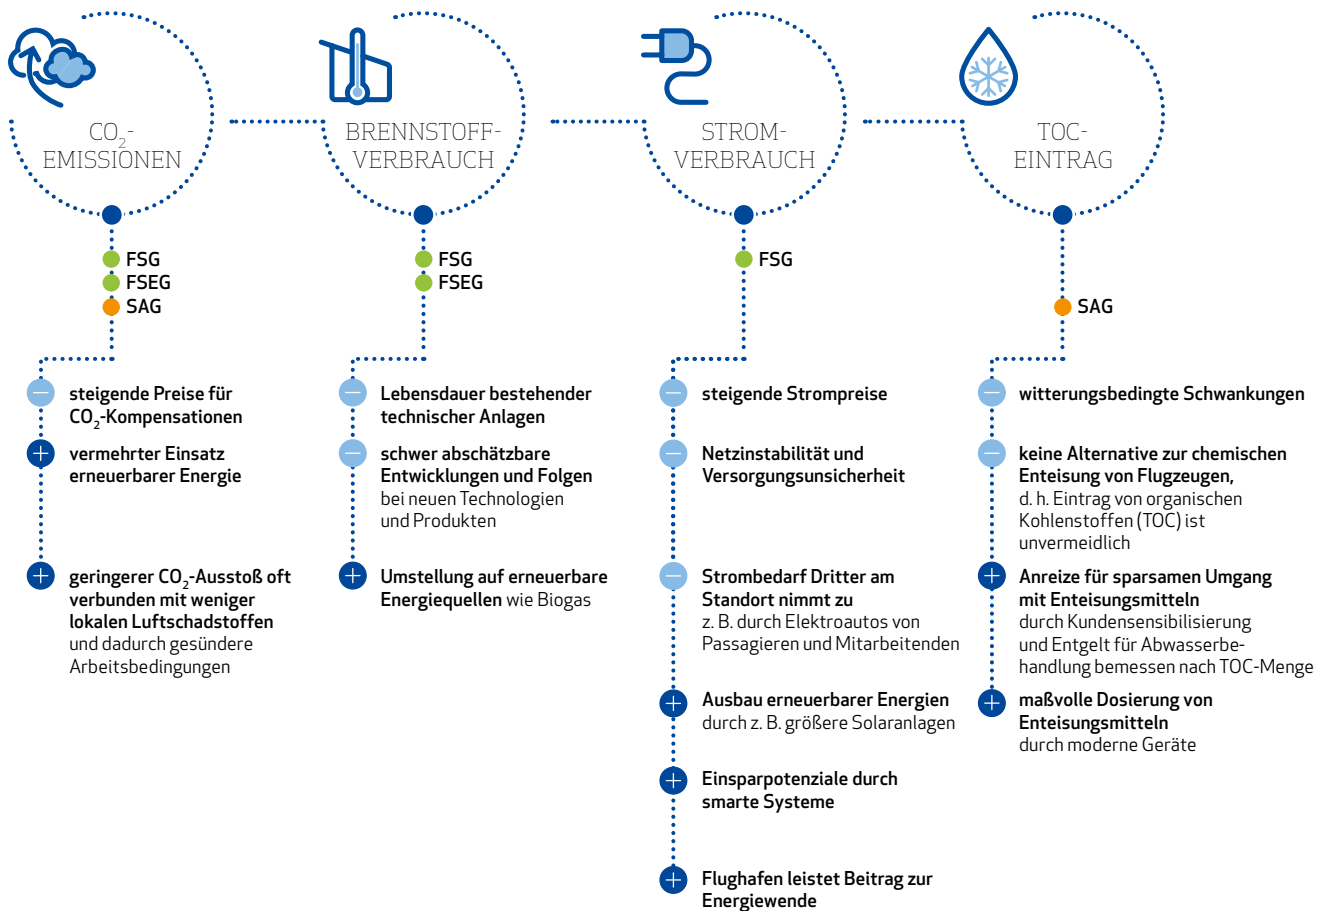 CO₂-
EMISSIONEN
FSG
FSEG
SAG
steigende Preise für
CO₂-Kompensationen
vermehrter Einsatz
erneuerbarer Energie
geringerer CO₂-Ausstoß oft
verbunden mit weniger
lokalen Luftschadstoffen
und dadurch gesündere
Arbeitsbedingungen
BRENNSTOFF-
VERBRAUCH
FSG
FSEG
Lebensdauer bestehender
technischer Anlagen
schwer abschätzbare
Entwicklungen und Folgen
bei neuen Technologien
und Produkten
Umstellung auf erneuerbare
Energiequellen wie Biogas
STROM-
VERBRAUCH
FSG
steigende Strompreise
Netzinstabilität und
Versorgungsunsicherheit
Strombedarf Dritter am
Standort nimmt zu
z. B. durch Elektroautos von
Passagieren und Mitarbeitenden
Ausbau erneuerbarer Energien
durch z. B. größere Solaranlagen
Einsparpotenziale durch
smarte Systeme
Flughafen leistet Beitrag zur
Energiewende
TOC-
EINTRAG
SAG
witterungsbedingte Schwankungen
keine Alternative zur chemischen
Enteisung von Flugzeugen,
d. h. Eintrag von organischen
Kohlenstoffen (TOC) ist
unvermeidlich
Anreize für sparsamen Umgang
mit Enteisungsmitteln
durch Kundensensibilisierung
und Entgelt für Abwasserbe-
handlung bemessen nach TOC-Menge
maßvolle Dosierung von
Enteisungsmitteln
durch moderne Geräte